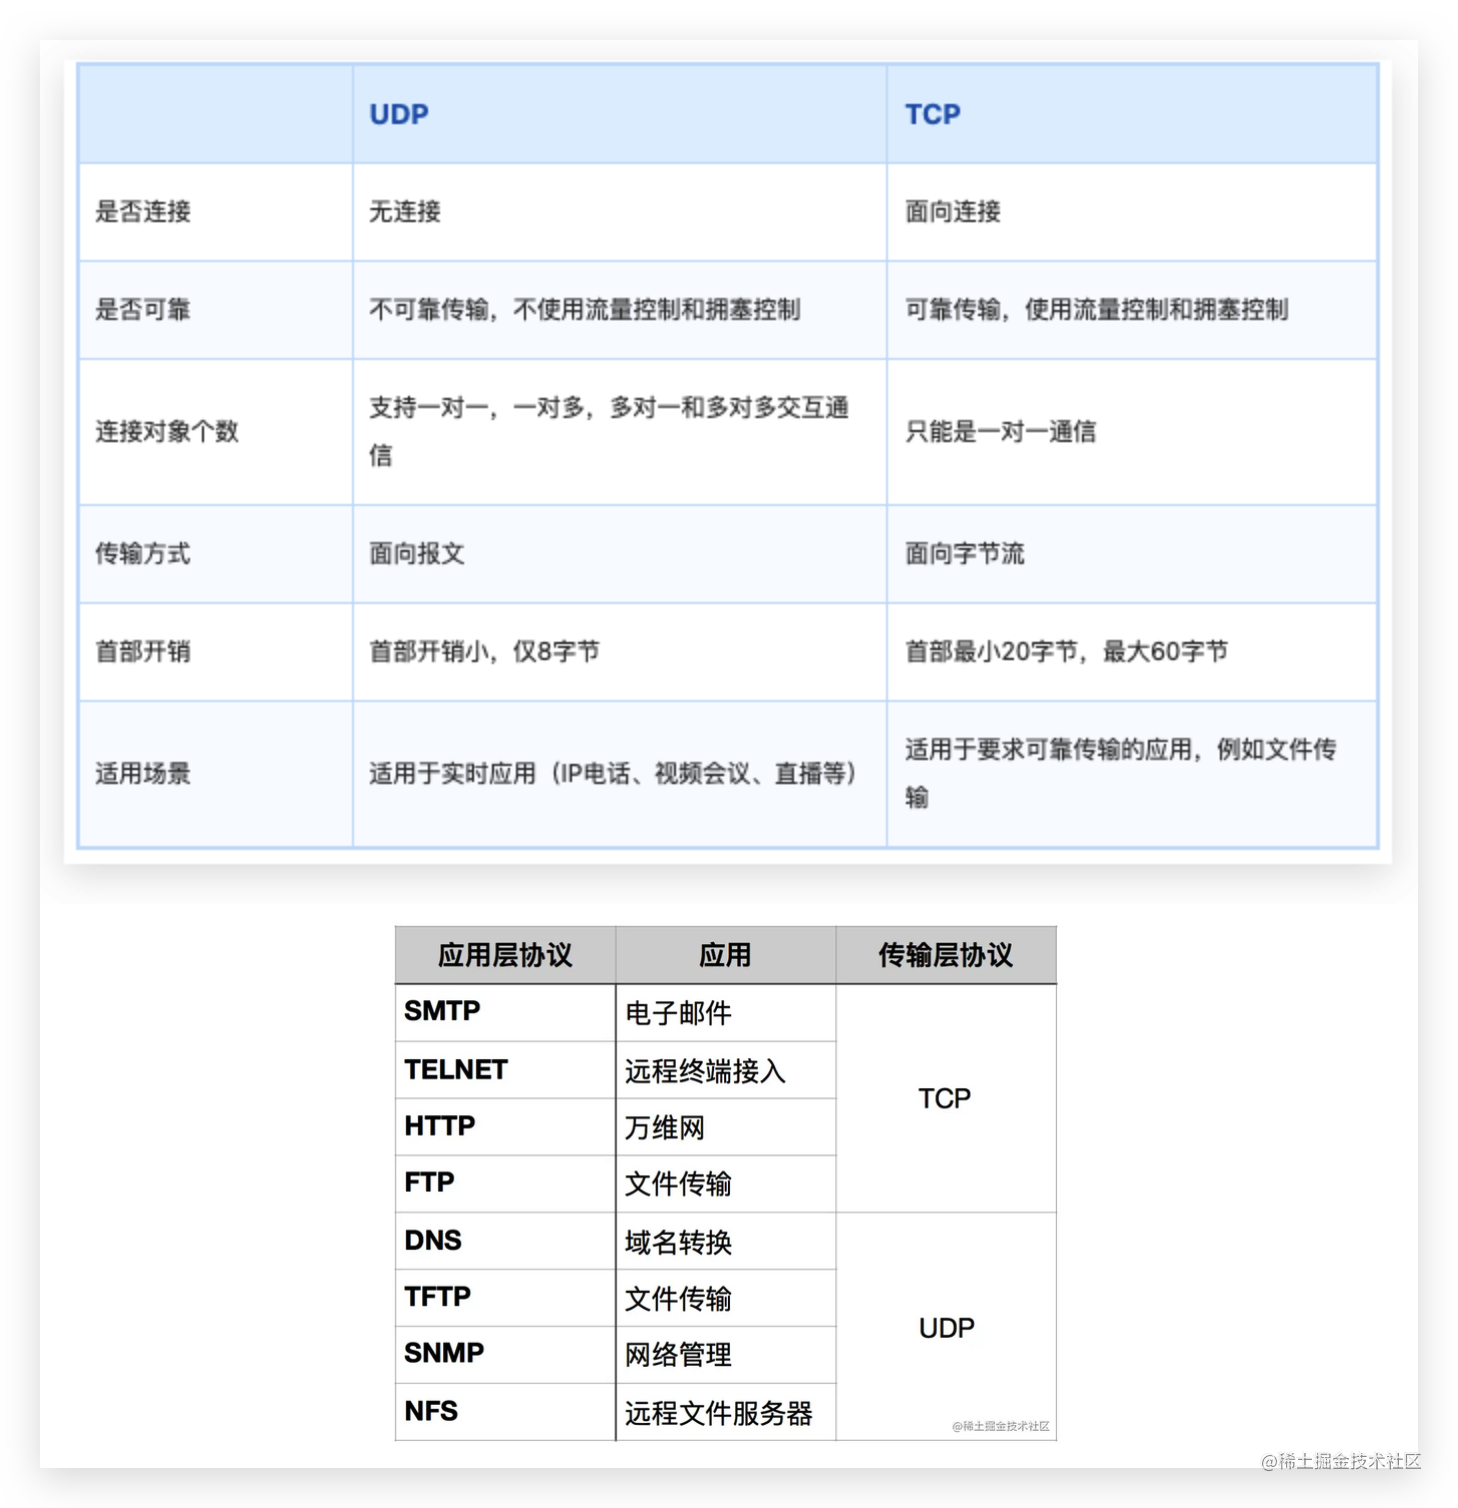 UDP TCP
是否连接 无连接 面向连接
是否可靠 不可靠传输，不使用流量控制和拥塞控制 可靠传输，使用流量控制和拥塞控制
连接对象个数 支持一对一，一对多，多对一和多对多交互通
信 只能是一对一通信
传输方式 面向报文 面向字节流
首部开销 首部开销小，仅8字节 首部最小20字节，最大60字节
适用场景 适用于实时应用（IP电话、视频会议、直播等） 适用于要求可靠传输的应用，例如文件传
输
应用层协议 应用 传输层协议
SMTP 电子邮件
TELNET 远程终端接入
TCP
HTTP 万维网
FTP 文件传输
DNS 域名转换
TFTP 文件传输
UDP
SNMP 网络管理
NFS 远程文件服务器
@稀土掘金技术社区
@稀土掘金技术社区